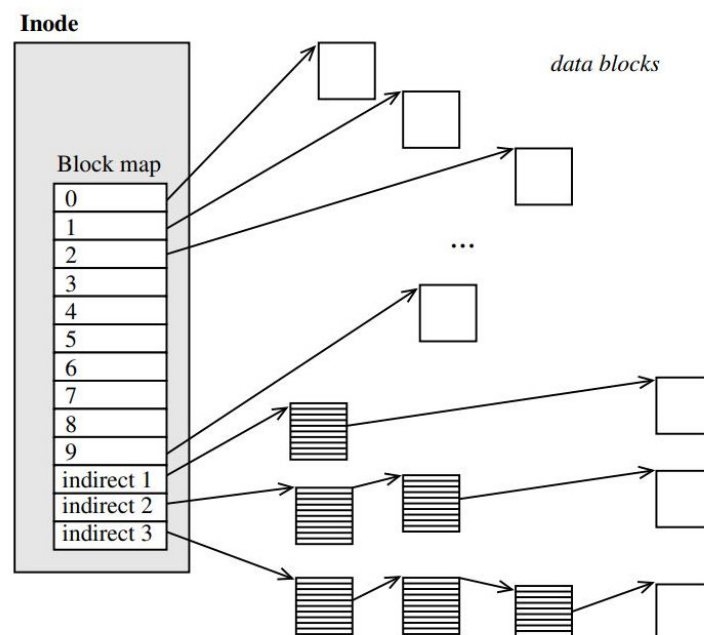 Inode
data blocks
Block map
0
1
2
...
3
4
5
6
7
8
9
indirect 1
indirect 2
indirect 3